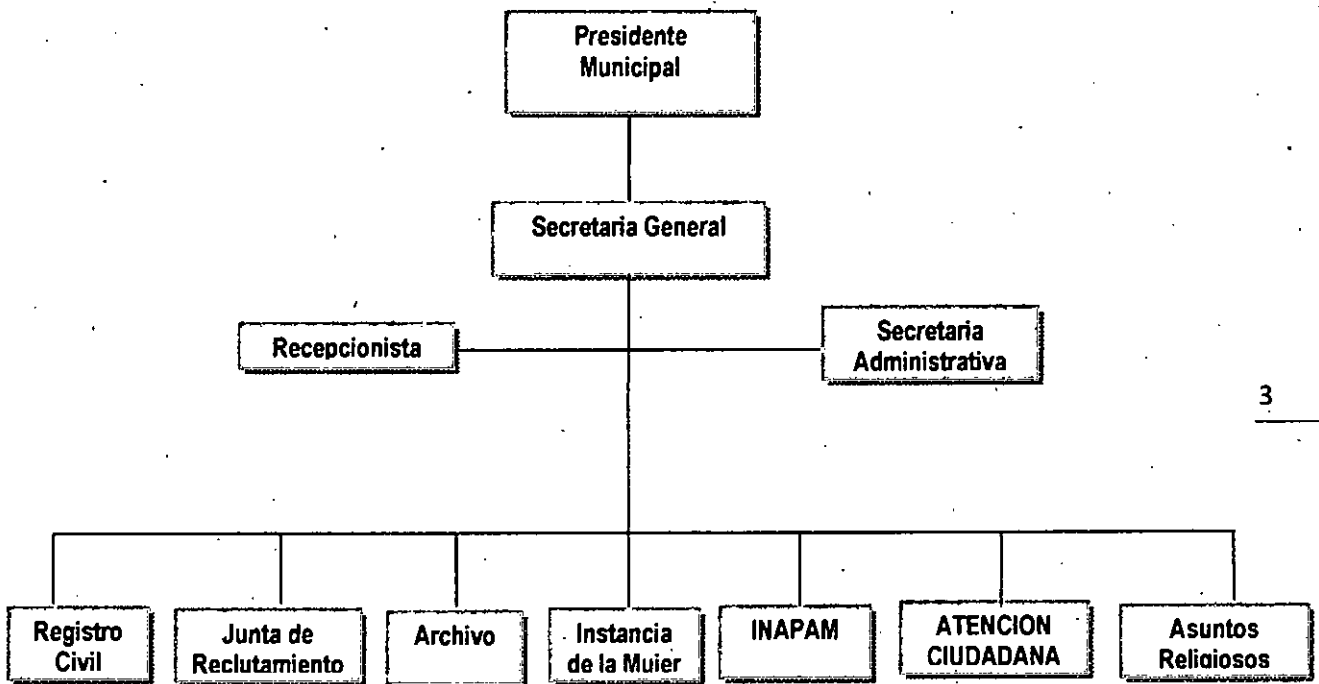 Presidente
Municipal
Secretaria General
Recepcionista
Secretaria
Administrativa
3
Registro
Civil
Junta de
Reclutamiento
Archivo
Instancia
de la Mujer
INAPAM
ATENCION
CIUDADANA
Asuntos
Religiosos